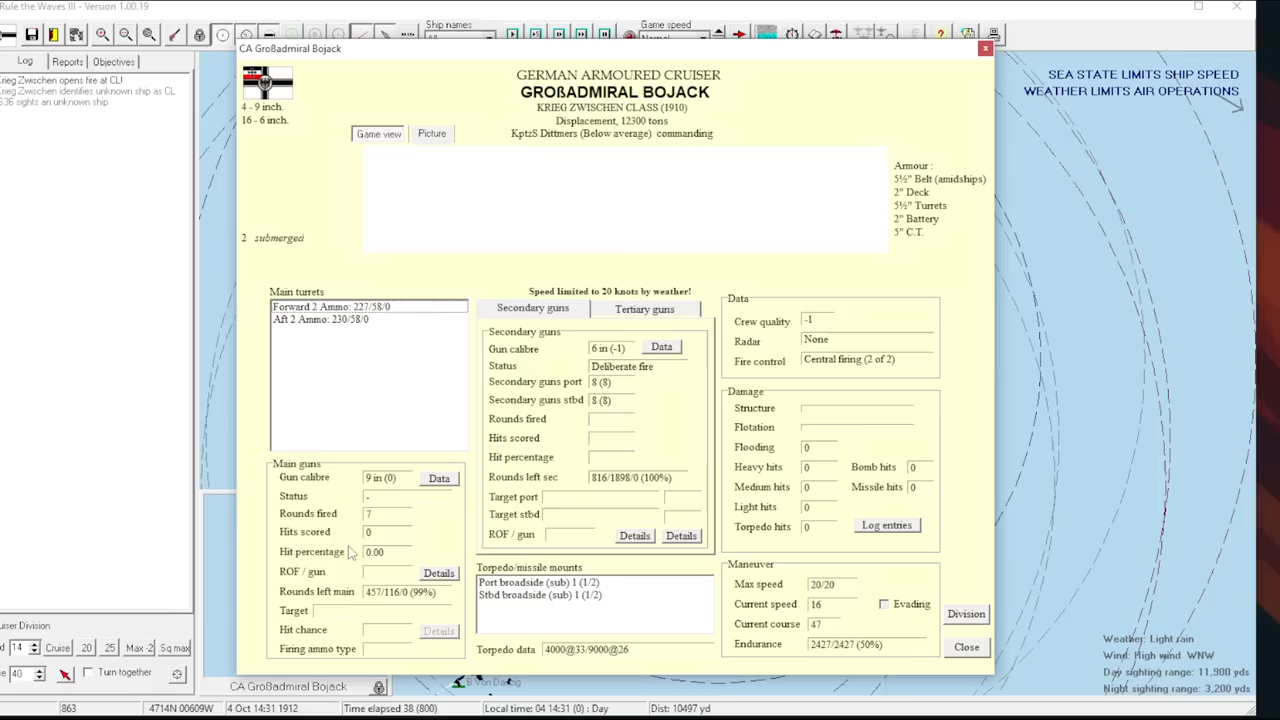 Rule the Waves III - Version 1.00.19
Ship names
Game speed
Log
Reports
Objectives
Krieg Zwischen opens fire at CL!
Krieg Zwischen identifies unknown ship as CL
S36 sights an unknown ship
CA Großadmiral Bojack
4 - 9 inch.
16 - 6 inch.
GERMAN ARMOURED CRUISER
GROßADMIRAL BOJACK
KRIEG ZWISCHEN CLASS (1910)
Displacement, 12300 tons
KptzS Dittmers (Below average) commanding
Game view
Picture
SEA STATE LIMITS SHIP SPEED
WEATHER LIMITS AIR OPERATIONS
Armour :
5½" Belt (amidships)
2" Deck
5½" Turrets
2" Battery
5" C.T.
2 submerged
Main turrets
Forward 2 Ammo: 227/58/0
Aft 2 Ammo: 230/58/0
Main guns
Gun calibre 9 in (0) Data
Status -
Rounds fired 7
Hits scored 0
Hit percentage 0.00
ROF / gun Details
Rounds left main 457/116/0 (99%)
Target
Hit chance Details
Firing ammo type
Speed limited to 20 knots by weather!
Secondary guns
Tertiary guns
Secondary guns
Gun calibre 6 in (-1) Data
Status Deliberate fire
Secondary guns port 8 (8)
Secondary guns stbd 8 (8)
Rounds fired
Hits scored
Hit percentage
Rounds left sec 816/1898/0 (100%)
Target port
Target stbd
ROF / gun Details Details
Torpedo/missile mounts
Port broadside (sub) 1 (1/2)
Stbd broadside (sub) 1 (1/2)
Torpedo data 4000@33/9000@26
Data
Crew quality -1
Radar None
Fire control Central firing (2 of 2)
Damage
Structure
Flotation
Flooding 0
Heavy hits 0 Bomb hits 0
Medium hits 0 Missile hits 0
Light hits 0
Torpedo hits 0 Log entries
Maneuver
Max speed 20/20
Current speed 16 Evading
Current course 47
Endurance 2427/2427 (50%)
Division
Close
Cruiser Division
14 Cruise 20 25 Max -2 Sq max
40 Turn together
CA Großadmiral Bojack
B Von Danzig
Weather: Light rain
Wind: High wind WNW
Day sighting range: 11,900 yds
Night sighting range: 3,200 yds
863 4714N 00609W 4 Oct 14:31 1912 Time elapsed 38 (800) Local time: 04 14:31 (0) : Day Dist: 10497 yd